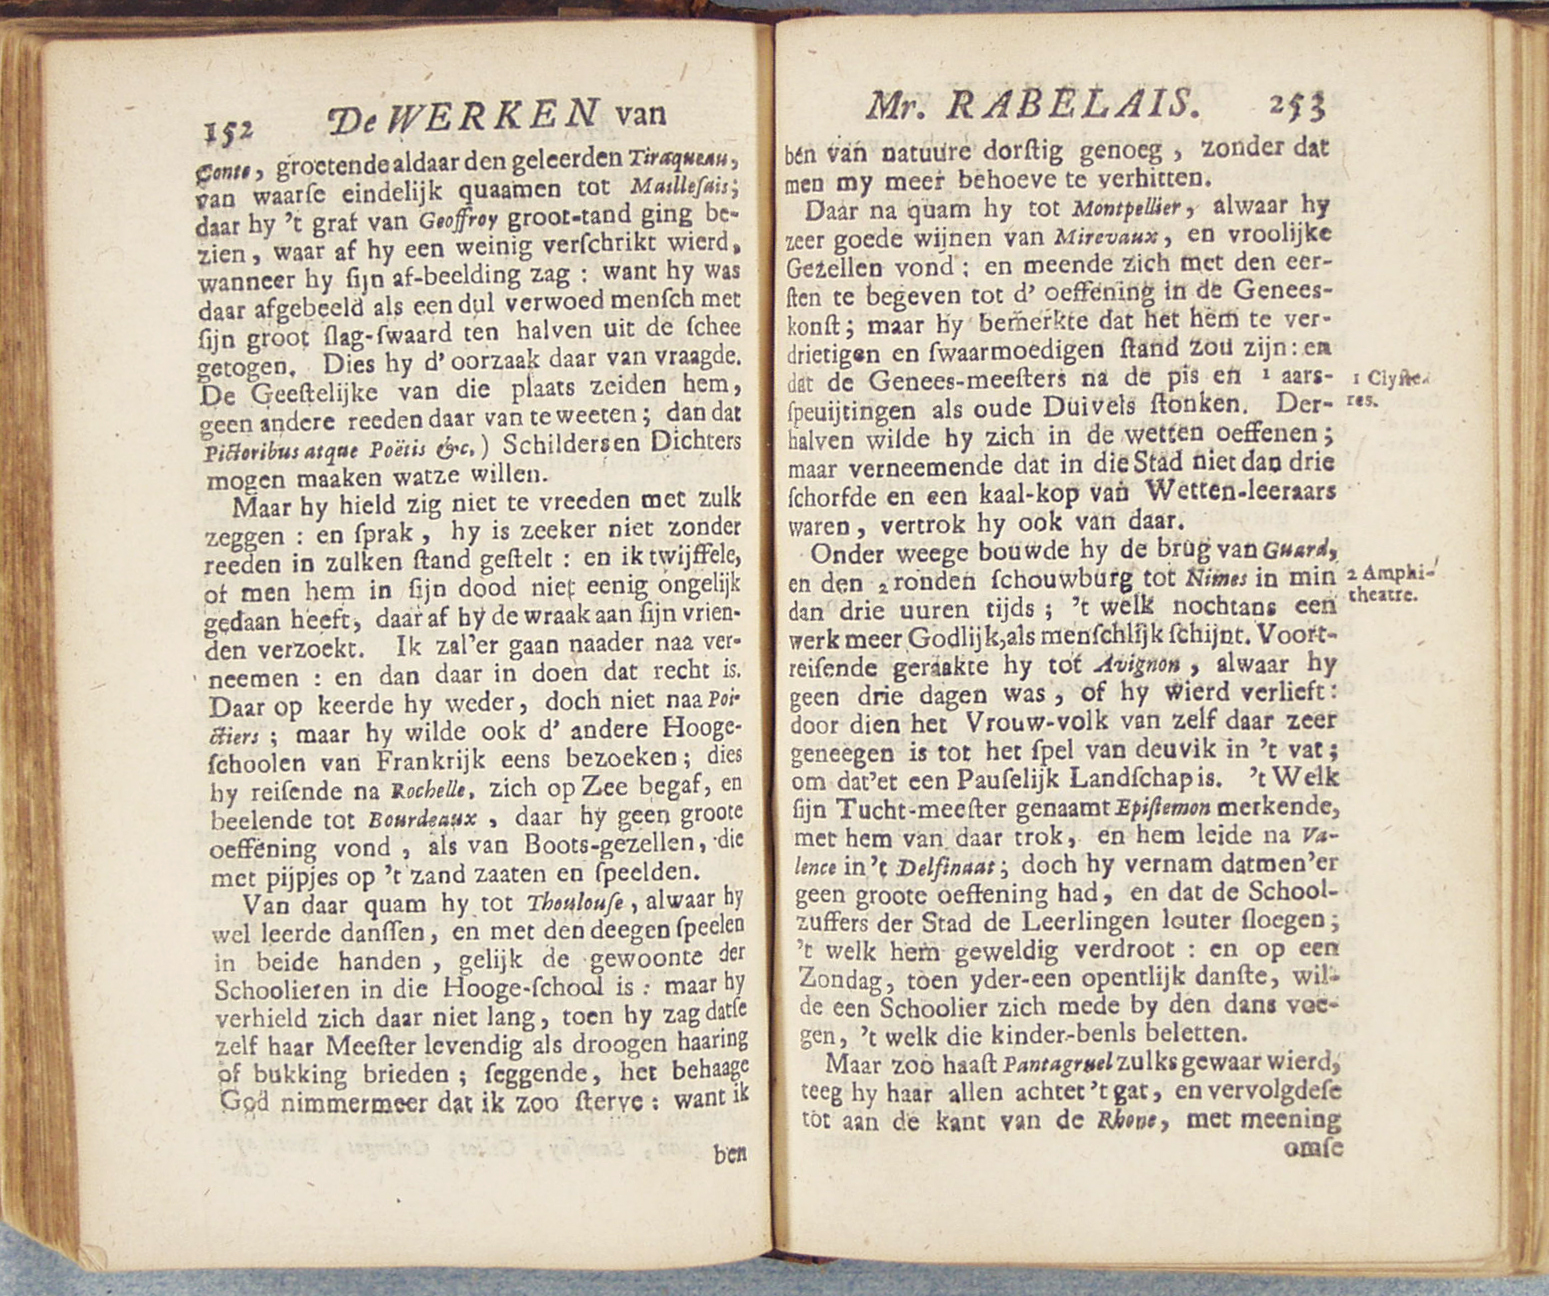 152 De WERKEN van
Conte, groetende aldaar den geleerden Tiraqueau,
van waarse eindelijk quaamen tot Maillesais;
daar hy 't graf van Geoffroy groot-tand ging be-
zien, waar af hy een weinig verschrikt wierd,
wanneer hy sijn af-beelding zag : want hy was
daar afgebeeld als een dul verwoed mensch met
sijn groot slag-swaard ten halven uit de schee
getogen. Dies hy d' oorzaak daar van vraagde.
De Geestelijke van die plaats zeiden hem,
geen andere reeden daar van te weeten ; dan dat
Pictoribus atque Poëtis &c. ) Schilders en Dichters
mogen maaken watze willen.
Maar hy hield zig niet te vreeden met zulk
zeggen : en sprak , hy is zeeker niet zonder
reeden in zulken stand gestelt : en ik twijffele,
of men hem in sijn dood niet eenig ongelijk
gedaan heeft, daar af hy de wraak aan sijn vrien-
den verzoekt. Ik zal'er gaan naader naa ver-
neemen : en dan daar in doen dat recht is.
Daar op keerde hy weder, doch niet naa Poi-
ctiers ; maar hy wilde ook d' andere Hooge-
schoolen van Frankrijk eens bezoeken; dies
hy reisende na Rochelle, zich op Zee begaf, en
beelende tot Bourdeaux , daar hy geen groote
oeffening vond , als van Boots-gezellen, die
met pijpjes op 't zand zaaten en speelden.
Van daar quam hy tot Thoulouse , alwaar hy
wel leerde danssen, en met den deegen speelen
in beide handen , gelijk de gewoonte der
Schoolieren in die Hooge-school is : maar hy
verhield zich daar niet lang, toen hy zag datse
zelf haar Meester levendig als droogen haaring
of bukking brieden ; seggende, het behaage
God nimmermeer dat ik zoo sterve : want ik
ben
Mr. RABELAIS. 253
ben van natuure dorstig genoeg , zonder dat
men my meer behoeve te verhitten.
Daar na quam hy tot Montpellier, alwaar hy
zeer goede wijnen van Mirevaux, en vroolijke
Gezellen vond ; en meende zich met den eer-
sten te begeven tot d' oeffening in de Genees-
konst ; maar hy bemerkte dat het hem te ver-
drietigen en swaarmoedigen stand zou zijn : en
dat de Genees-meesters na de pis en 1 aars-
speuijtingen als oude Duivels stonken. Der-
halven wilde hy zich in de wetten oeffenen ;
maar verneemende dat in die Stad niet dan drie
schorfde en een kaal-kop van Wetten-leeraars
waren , vertrok hy ook van daar.
1 Clyste-
res.
Onder weege bouwde hy de brug van Guard,
en den 2 ronden schouwburg tot Nimes in min
dan drie uuren tijds ; 't welk nochtans een
werk meer Godlijk, als menschlijk schijnt. Voort-
reisende geraakte hy tot Avignon , alwaar hy
geen drie dagen was , of hy wierd verlieft :
door dien het Vrouw-volk van zelf daar zeer
geneegen is tot het spel van deuvik in 't vat ;
om dat'et een Pauselijk Landschap is. 't Welk
sijn Tucht-meester genaamt Epistemon merkende,
met hem van daar trok, en hem leide na Va-
lence in 't Delfinaat ; doch hy vernam datmen'er
geen groote oeffening had, en dat de School-
zuffers der Stad de Leerlingen louter sloegen ;
't welk hem geweldig verdroot : en op een
Zondag, toen yder-een opentlijk danste, wil-
de een Schoolier zich mede by den dans voe-
gen, 't welk die kinder-benls beletten.
2 Amphi-
theatre.
Maar zoo haast Pantagruel zulks gewaar wierd,
teeg hy haar allen achter 't gat, en vervolgdese
tot aan de kant van de Rhone, met meening
omse